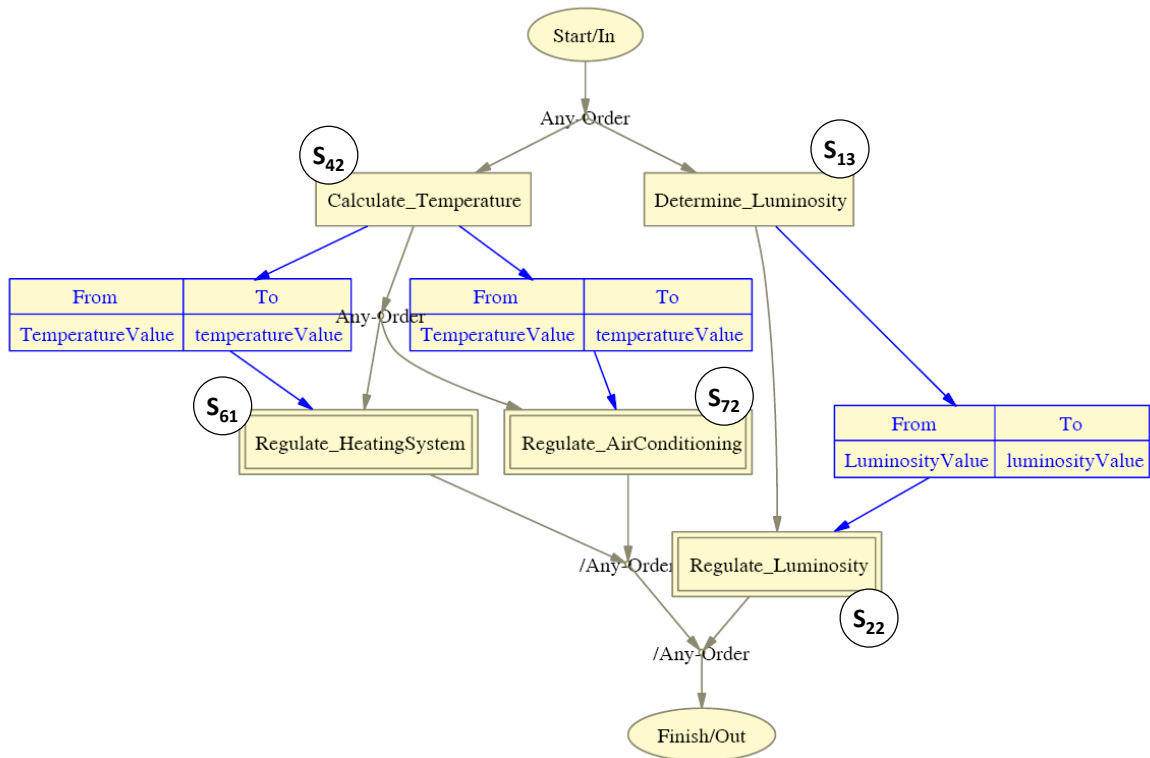 Start/In
Any-Order
S42
S13
Calculate_Temperature
Determine_Luminosity
From To
TemperatureValue temperatureValue
Any-Order
From To
TemperatureValue temperatureValue
S61
S72
Regulate_HeatingSystem
Regulate_AirConditioning
From To
LuminosityValue luminosityValue
/Any-Order
Regulate_Luminosity
S22
/Any-Order
Finish/Out